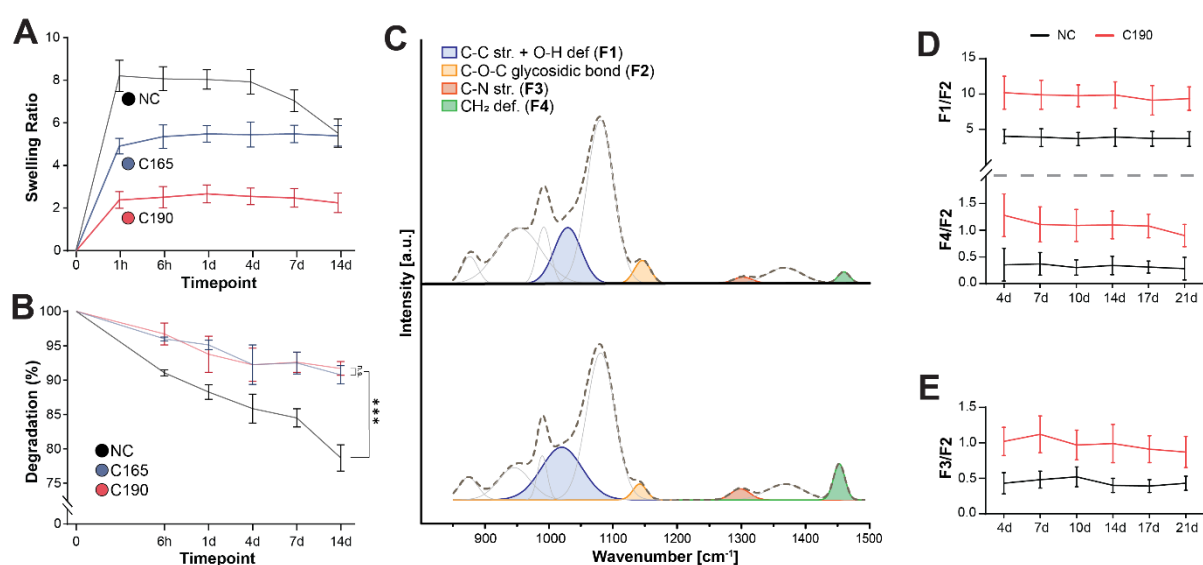 A
Swelling Ratio
10
8
6
4
2
0
NC
C165
C190
0 1h 6h 1d 4d 7d 14d
Timepoint
B
Degradation (%)
100
95
90
85
80
75
0
n.s
***
NC
C165
C190
0 6h 1d 4d 7d 14d
Timepoint
C
C-C str. + O-H def (F1)
C-O-C glycosidic bond (F2)
C-N str. (F3)
CH₂ def. (F4)
Intensity [a.u.]
900 1000 1100 1200 1300 1400 1500
Wavenumber [cm⁻¹]
NC C190
D
F1/F2
15
10
5
F4/F2
1.5
1.0
0.5
0.0
4d 7d 10d 14d 17d 21d
E
F3/F2
1.5
1.0
0.5
0.0
4d 7d 10d 14d 17d 21d